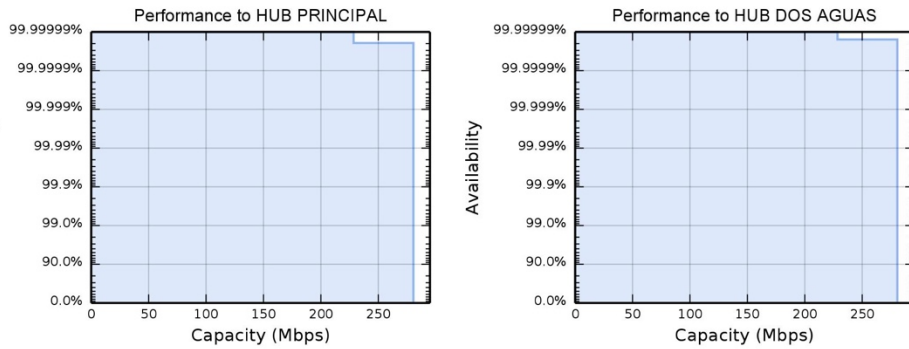 Performance to HUB PRINCIPAL
99.99999%
99.9999%
99.999%
99.99%
99.9%
99.0%
90.0%
0.0%
0 50 100 150 200 250
Capacity (Mbps)
Performance to HUB DOS AGUAS
Availability
99.99999%
99.9999%
99.999%
99.99%
99.9%
99.0%
90.0%
0.0%
0 50 100 150 200 250
Capacity (Mbps)